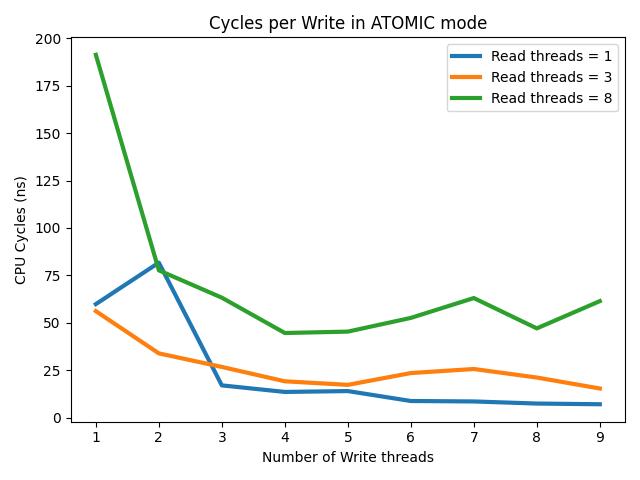 Cycles per Write in ATOMIC mode
200
175
150
125
100
75
50
25
0
CPU Cycles (ns)
Read threads = 1
Read threads = 3
Read threads = 8
1 2 3 4 5 6 7 8 9
Number of Write threads